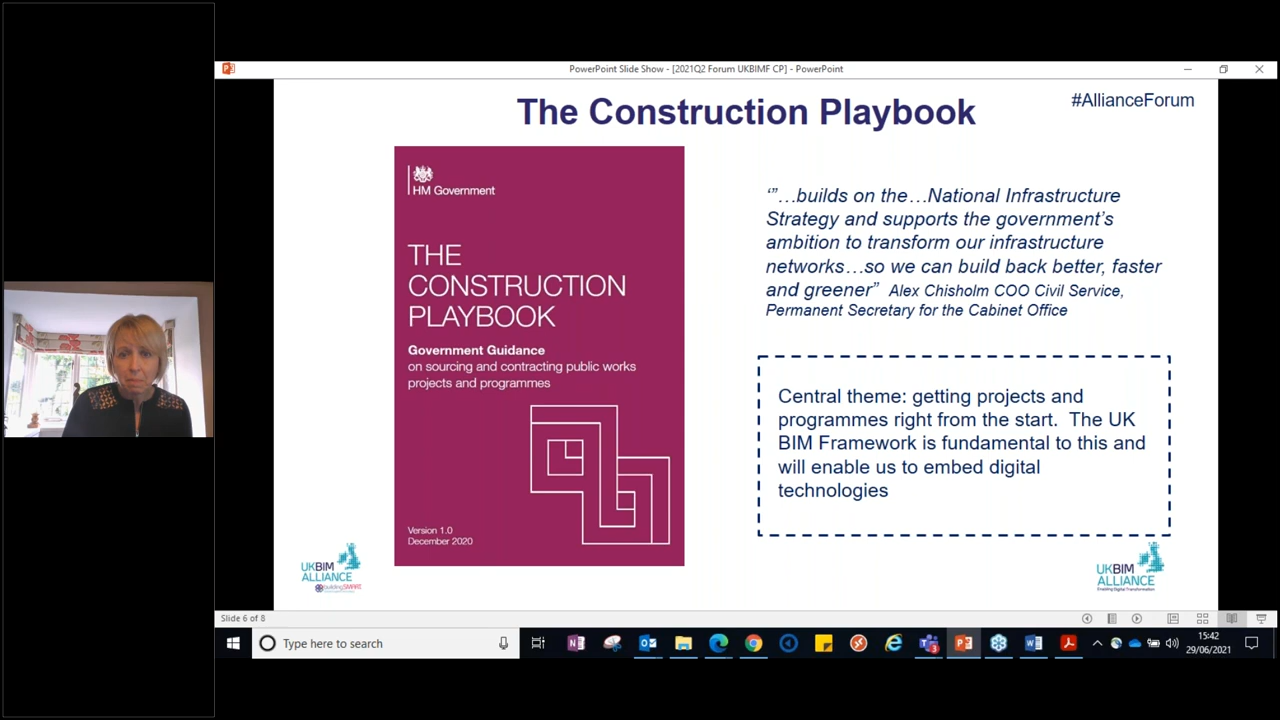 PowerPoint Slide Show - [2021Q2 Forum UKBIMF CP] - PowerPoint
The Construction Playbook
#AllianceForum
HM Government
THE
CONSTRUCTION
PLAYBOOK
Government Guidance
on sourcing and contracting public works
projects and programmes
Version 1.0
December 2020
‘”…builds on the…National Infrastructure
Strategy and supports the government’s
ambition to transform our infrastructure
networks…so we can build back better, faster
and greener” Alex Chisholm COO Civil Service,
Permanent Secretary for the Cabinet Office
Central theme: getting projects and
programmes right from the start. The UK
BIM Framework is fundamental to this and
will enable us to embed digital
technologies
UKBIM
ALLIANCE
buildingSMART
UKBIM
ALLIANCE
Enabling Digital Transformation
Slide 6 of 8
Type here to search
3
15:42
29/06/2021